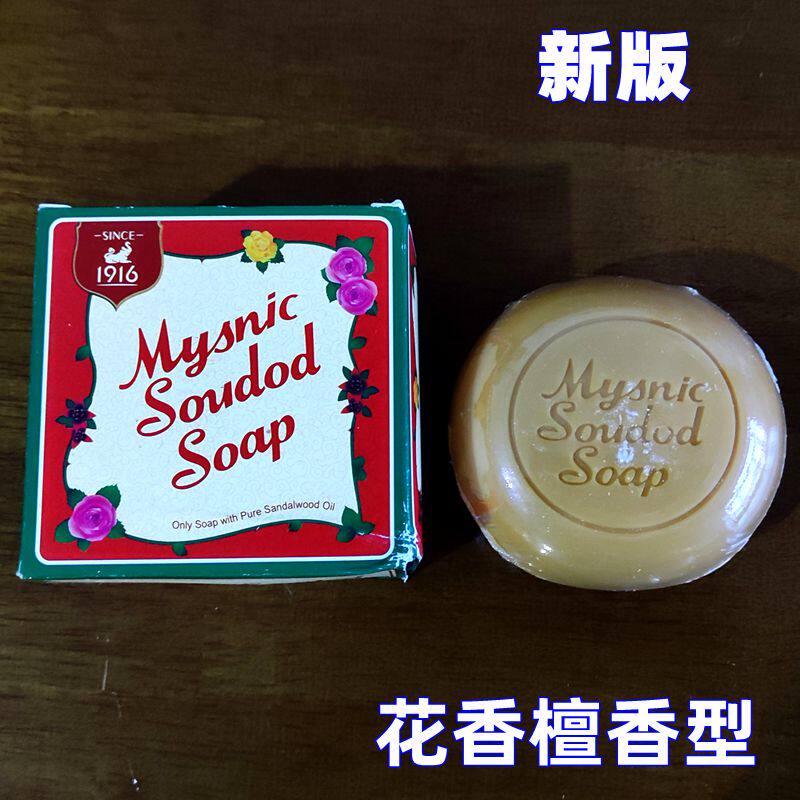 新版
-SINCE-
1916
Mysnic
Soudod
Soap
Only Soap with Pure Sandalwood Oil
Mysnic
Soudod
Soap
花香檀香型